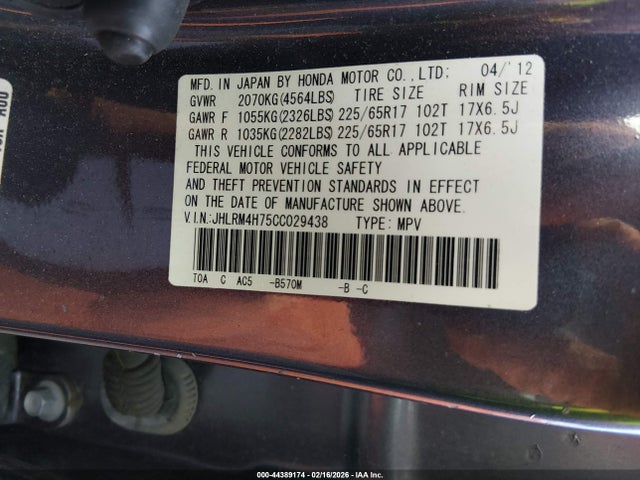 MFD. IN JAPAN BY HONDA MOTOR CO., LTD: 04/'12
GVWR 2070KG(4564LBS) TIRE SIZE RIM SIZE
GAWR F 1055KG(2326LBS) 225/65R17 102T 17X6.5J
GAWR R 1035KG(2282LBS) 225/65R17 102T 17X6.5J
THIS VEHICLE CONFORMS TO ALL APPLICABLE
FEDERAL MOTOR VEHICLE SAFETY
AND THEFT PREVENTION STANDARDS IN EFFECT
ON THE DATE OF MANUFACTURE SHOWN ABOVE.
V.I.N.:JHLRM4H75CC029438 TYPE: MPV
T0A C AC5 -B570M -B -C
000-44389174 - 02/16/2026 - IAA Inc.